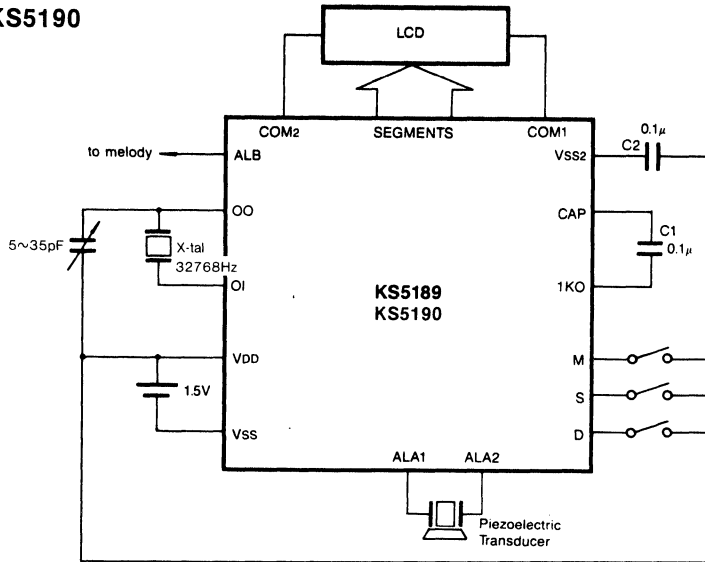 KS5190
LCD
COM2
SEGMENTS
COM1
to melody
ALB
VSS2
C2
0.1μ
5~35pF
OO
X-tal
32768Hz
OI
CAP
C1
0.1μ
1KO
KS5189
KS5190
VDD
1.5V
VSS
M
S
D
ALA1
ALA2
Piezoelectric
Transducer